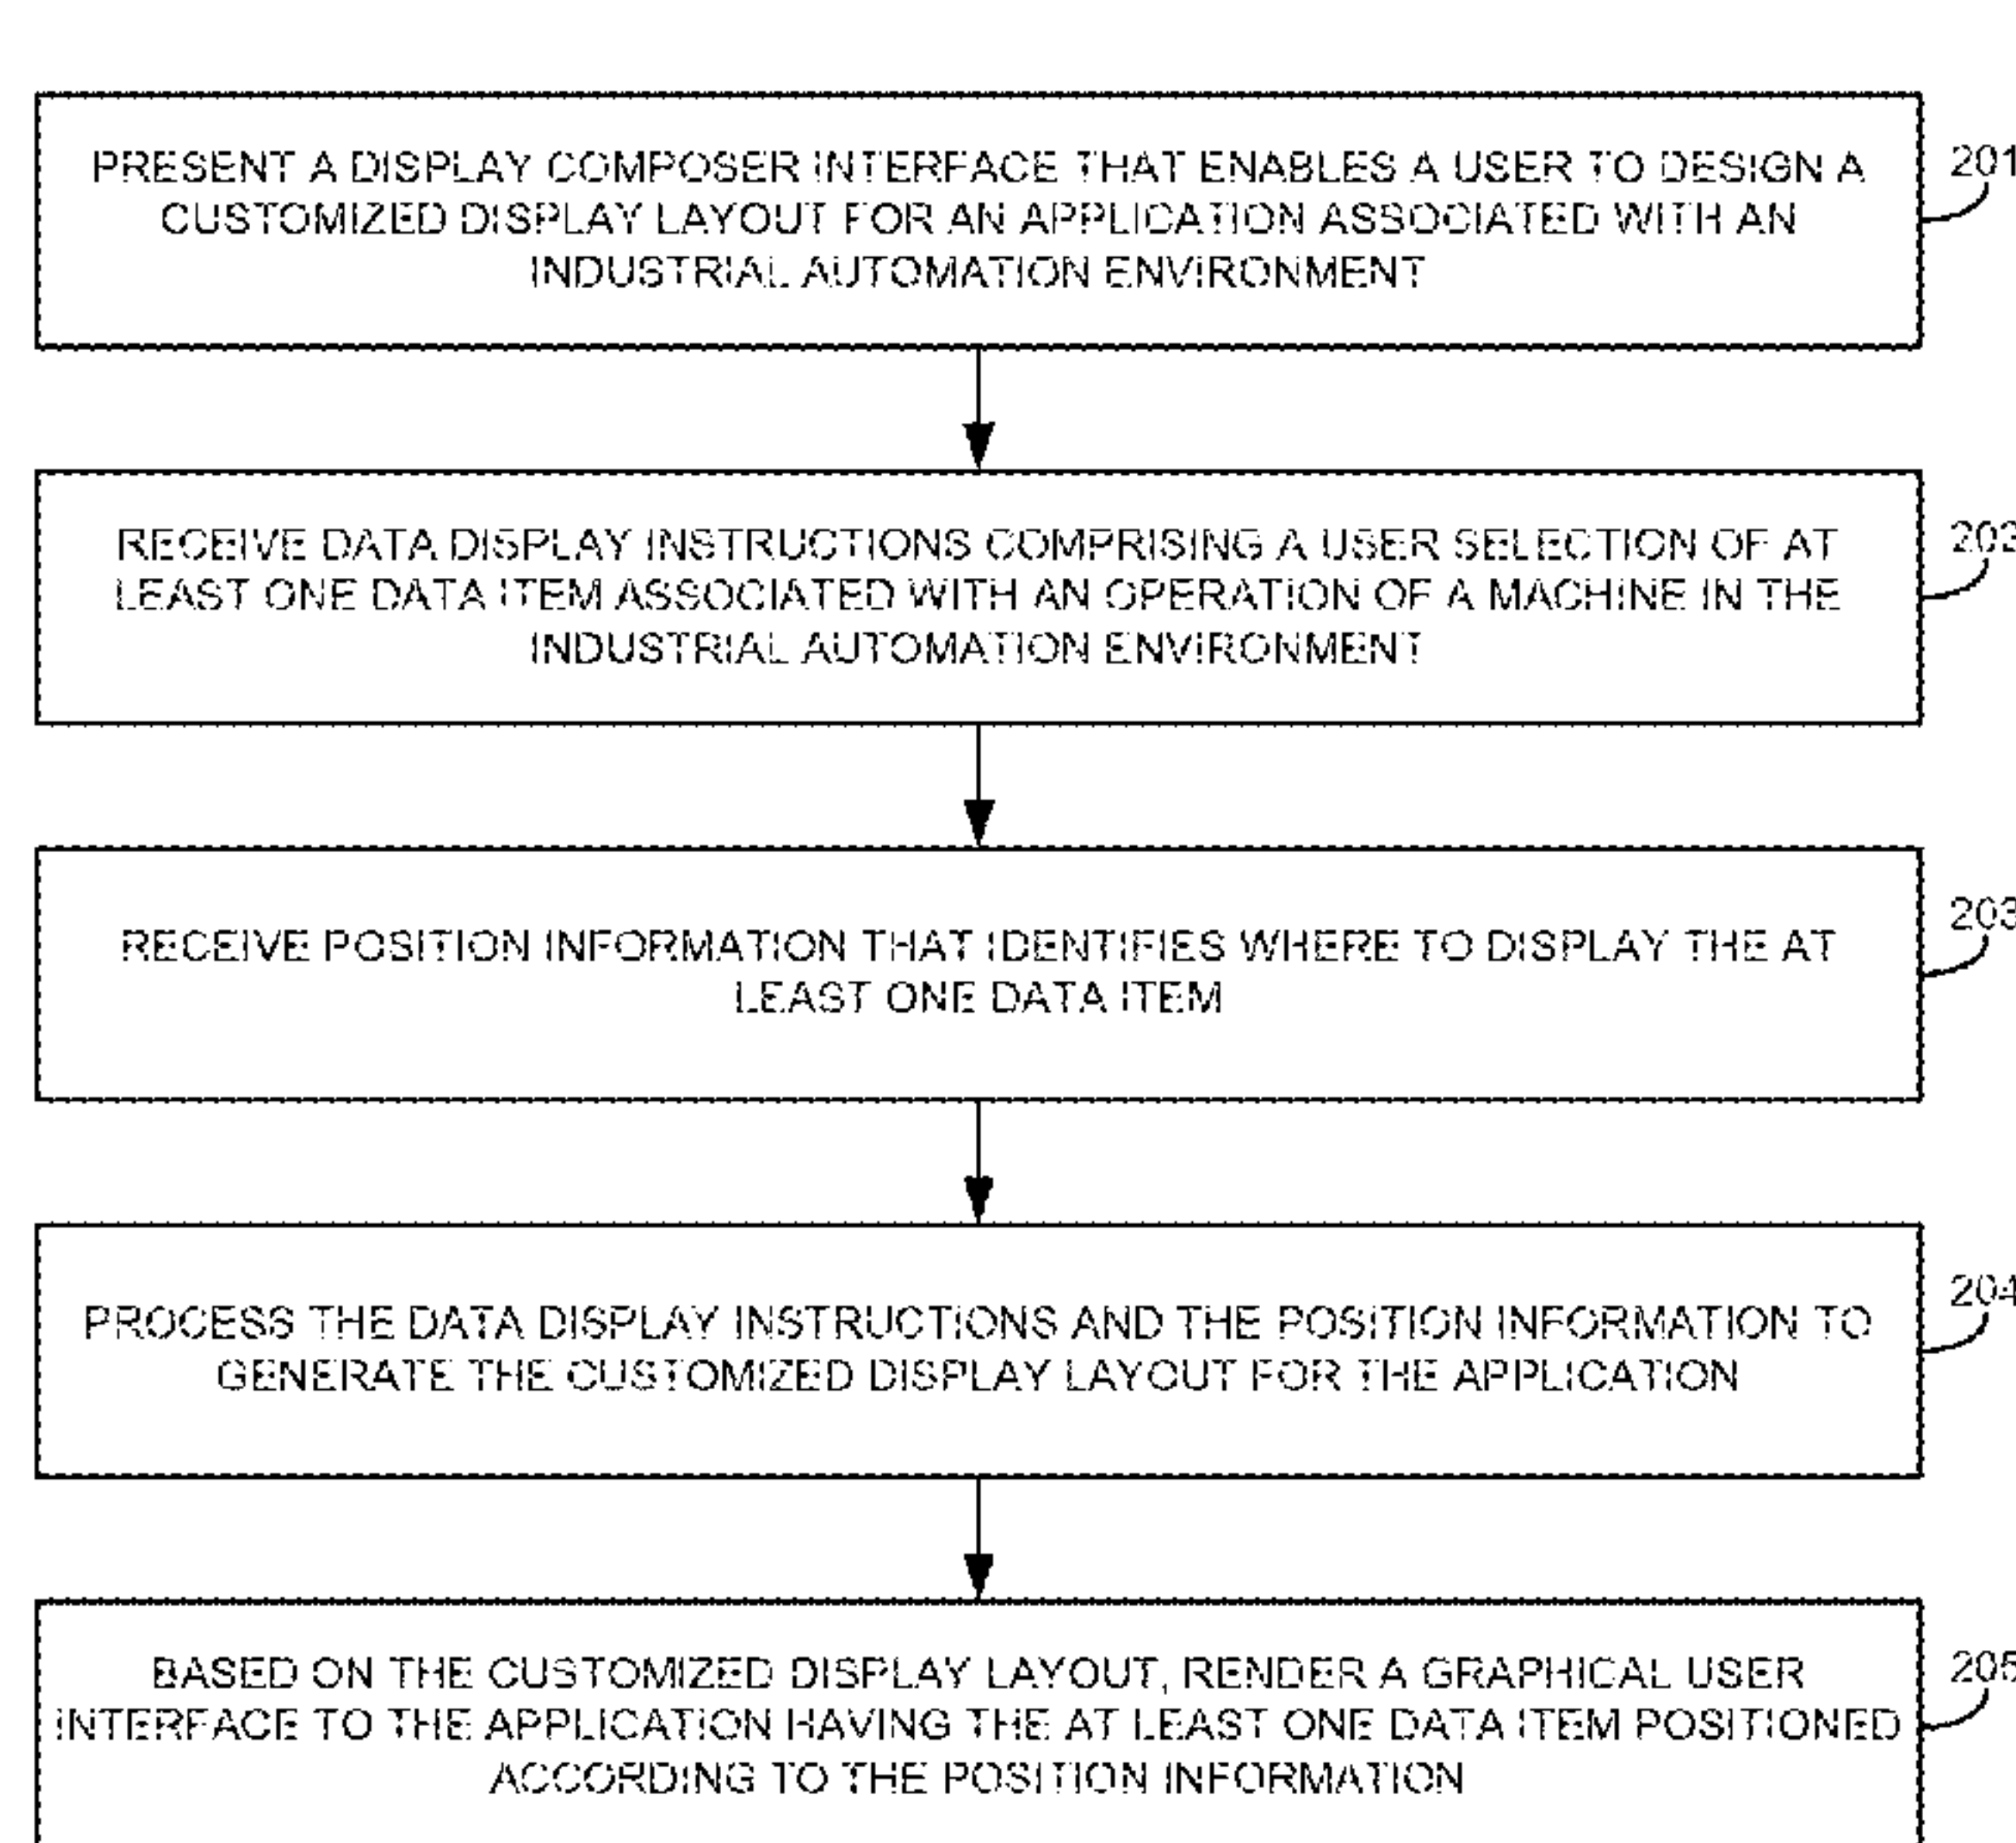 PRESENT A DISPLAY COMPOSER INTERFACE THAT ENABLES A USER TO DESIGN A
CUSTOMIZED DISPLAY LAYOUT FOR AN APPLICATION ASSOCIATED WITH AN
INDUSTRIAL AUTOMATION ENVIRONMENT
201
RECEIVE DATA DISPLAY INSTRUCTIONS COMPRISING A USER SELECTION OF AT
LEAST ONE DATA ITEM ASSOCIATED WITH AN OPERATION OF A MACHINE IN THE
INDUSTRIAL AUTOMATION ENVIRONMENT
202
RECEIVE POSITION INFORMATION THAT IDENTIFIES WHERE TO DISPLAY THE AT
LEAST ONE DATA ITEM
203
PROCESS THE DATA DISPLAY INSTRUCTIONS AND THE POSITION INFORMATION TO
GENERATE THE CUSTOMIZED DISPLAY LAYOUT FOR THE APPLICATION
204
BASED ON THE CUSTOMIZED DISPLAY LAYOUT, RENDER A GRAPHICAL USER
INTERFACE TO THE APPLICATION HAVING THE AT LEAST ONE DATA ITEM POSITIONED
ACCORDING TO THE POSITION INFORMATION
205